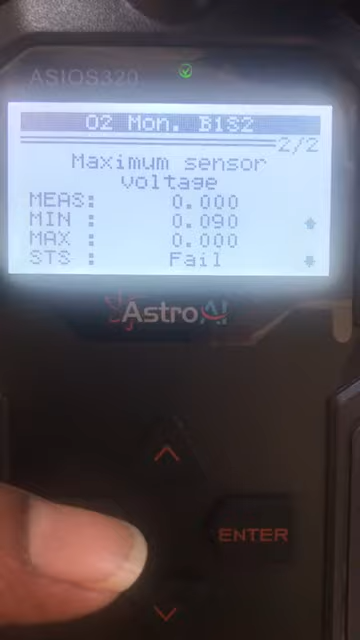 ASIOS320
O2 Mon. B1S2
2/2
Maximum sensor
voltage
MEAS: 0.000
MIN : 0.090
MAX : 0.000
STS : Fail
AstroAI
ENTER